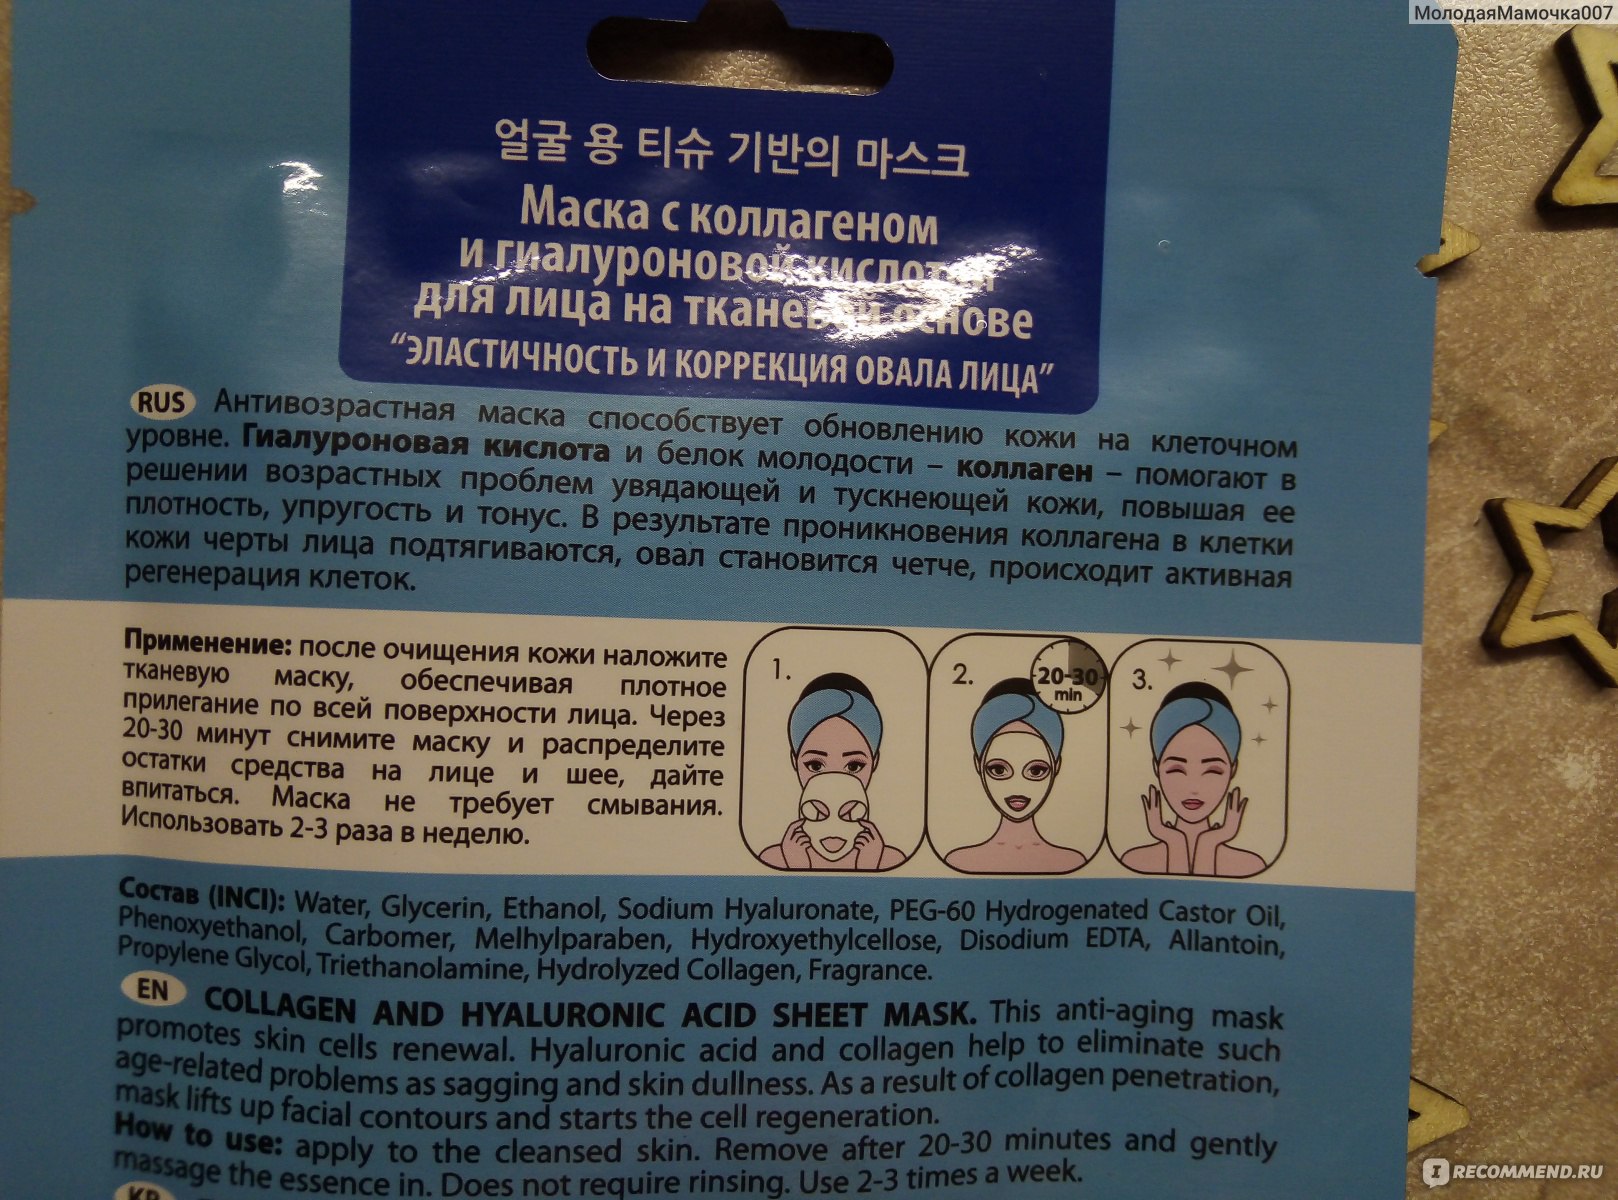 МолодаяМамочка007
얼굴 용 티슈 기반의 마스크
Маска с коллагеном
и гиалуроновой кислотой
для лица на тканевой основе
“ЭЛАСТИЧНОСТЬ И КОРРЕКЦИЯ ОВАЛА ЛИЦА”
RUS Антивозрастная маска способствует обновлению кожи на клеточном
уровне. Гиалуроновая кислота и белок молодости – коллаген – помогают в
решении возрастных проблем увядающей и тускнеющей кожи, повышая ее
плотность, упругость и тонус. В результате проникновения коллагена в клетки
кожи черты лица подтягиваются, овал становится четче, происходит активная
регенерация клеток.
Применение: после очищения кожи наложите
тканевую маску, обеспечивая плотное
прилегание по всей поверхности лица. Через
20-30 минут снимите маску и распределите
остатки средства на лице и шее, дайте
впитаться. Маска не требует смывания.
Использовать 2-3 раза в неделю.
1.
2.
20-30
min
3.
Состав (INCI): Water, Glycerin, Ethanol, Sodium Hyaluronate, PEG-60 Hydrogenated Castor Oil,
Phenoxyethanol, Carbomer, Melhylparaben, Hydroxyethylcellose, Disodium EDTA, Allantoin,
Propylene Glycol, Triethanolamine, Hydrolyzed Collagen, Fragrance.
EN COLLAGEN AND HYALURONIC ACID SHEET MASK. This anti-aging mask
promotes skin cells renewal. Hyaluronic acid and collagen help to eliminate such
age-related problems as sagging and skin dullness. As a result of collagen penetration,
mask lifts up facial contours and starts the cell regeneration.
How to use: apply to the cleansed skin. Remove after 20-30 minutes and gently
massage the essence in. Does not require rinsing. Use 2-3 times a week.
KR
I RECOMMEND.RU